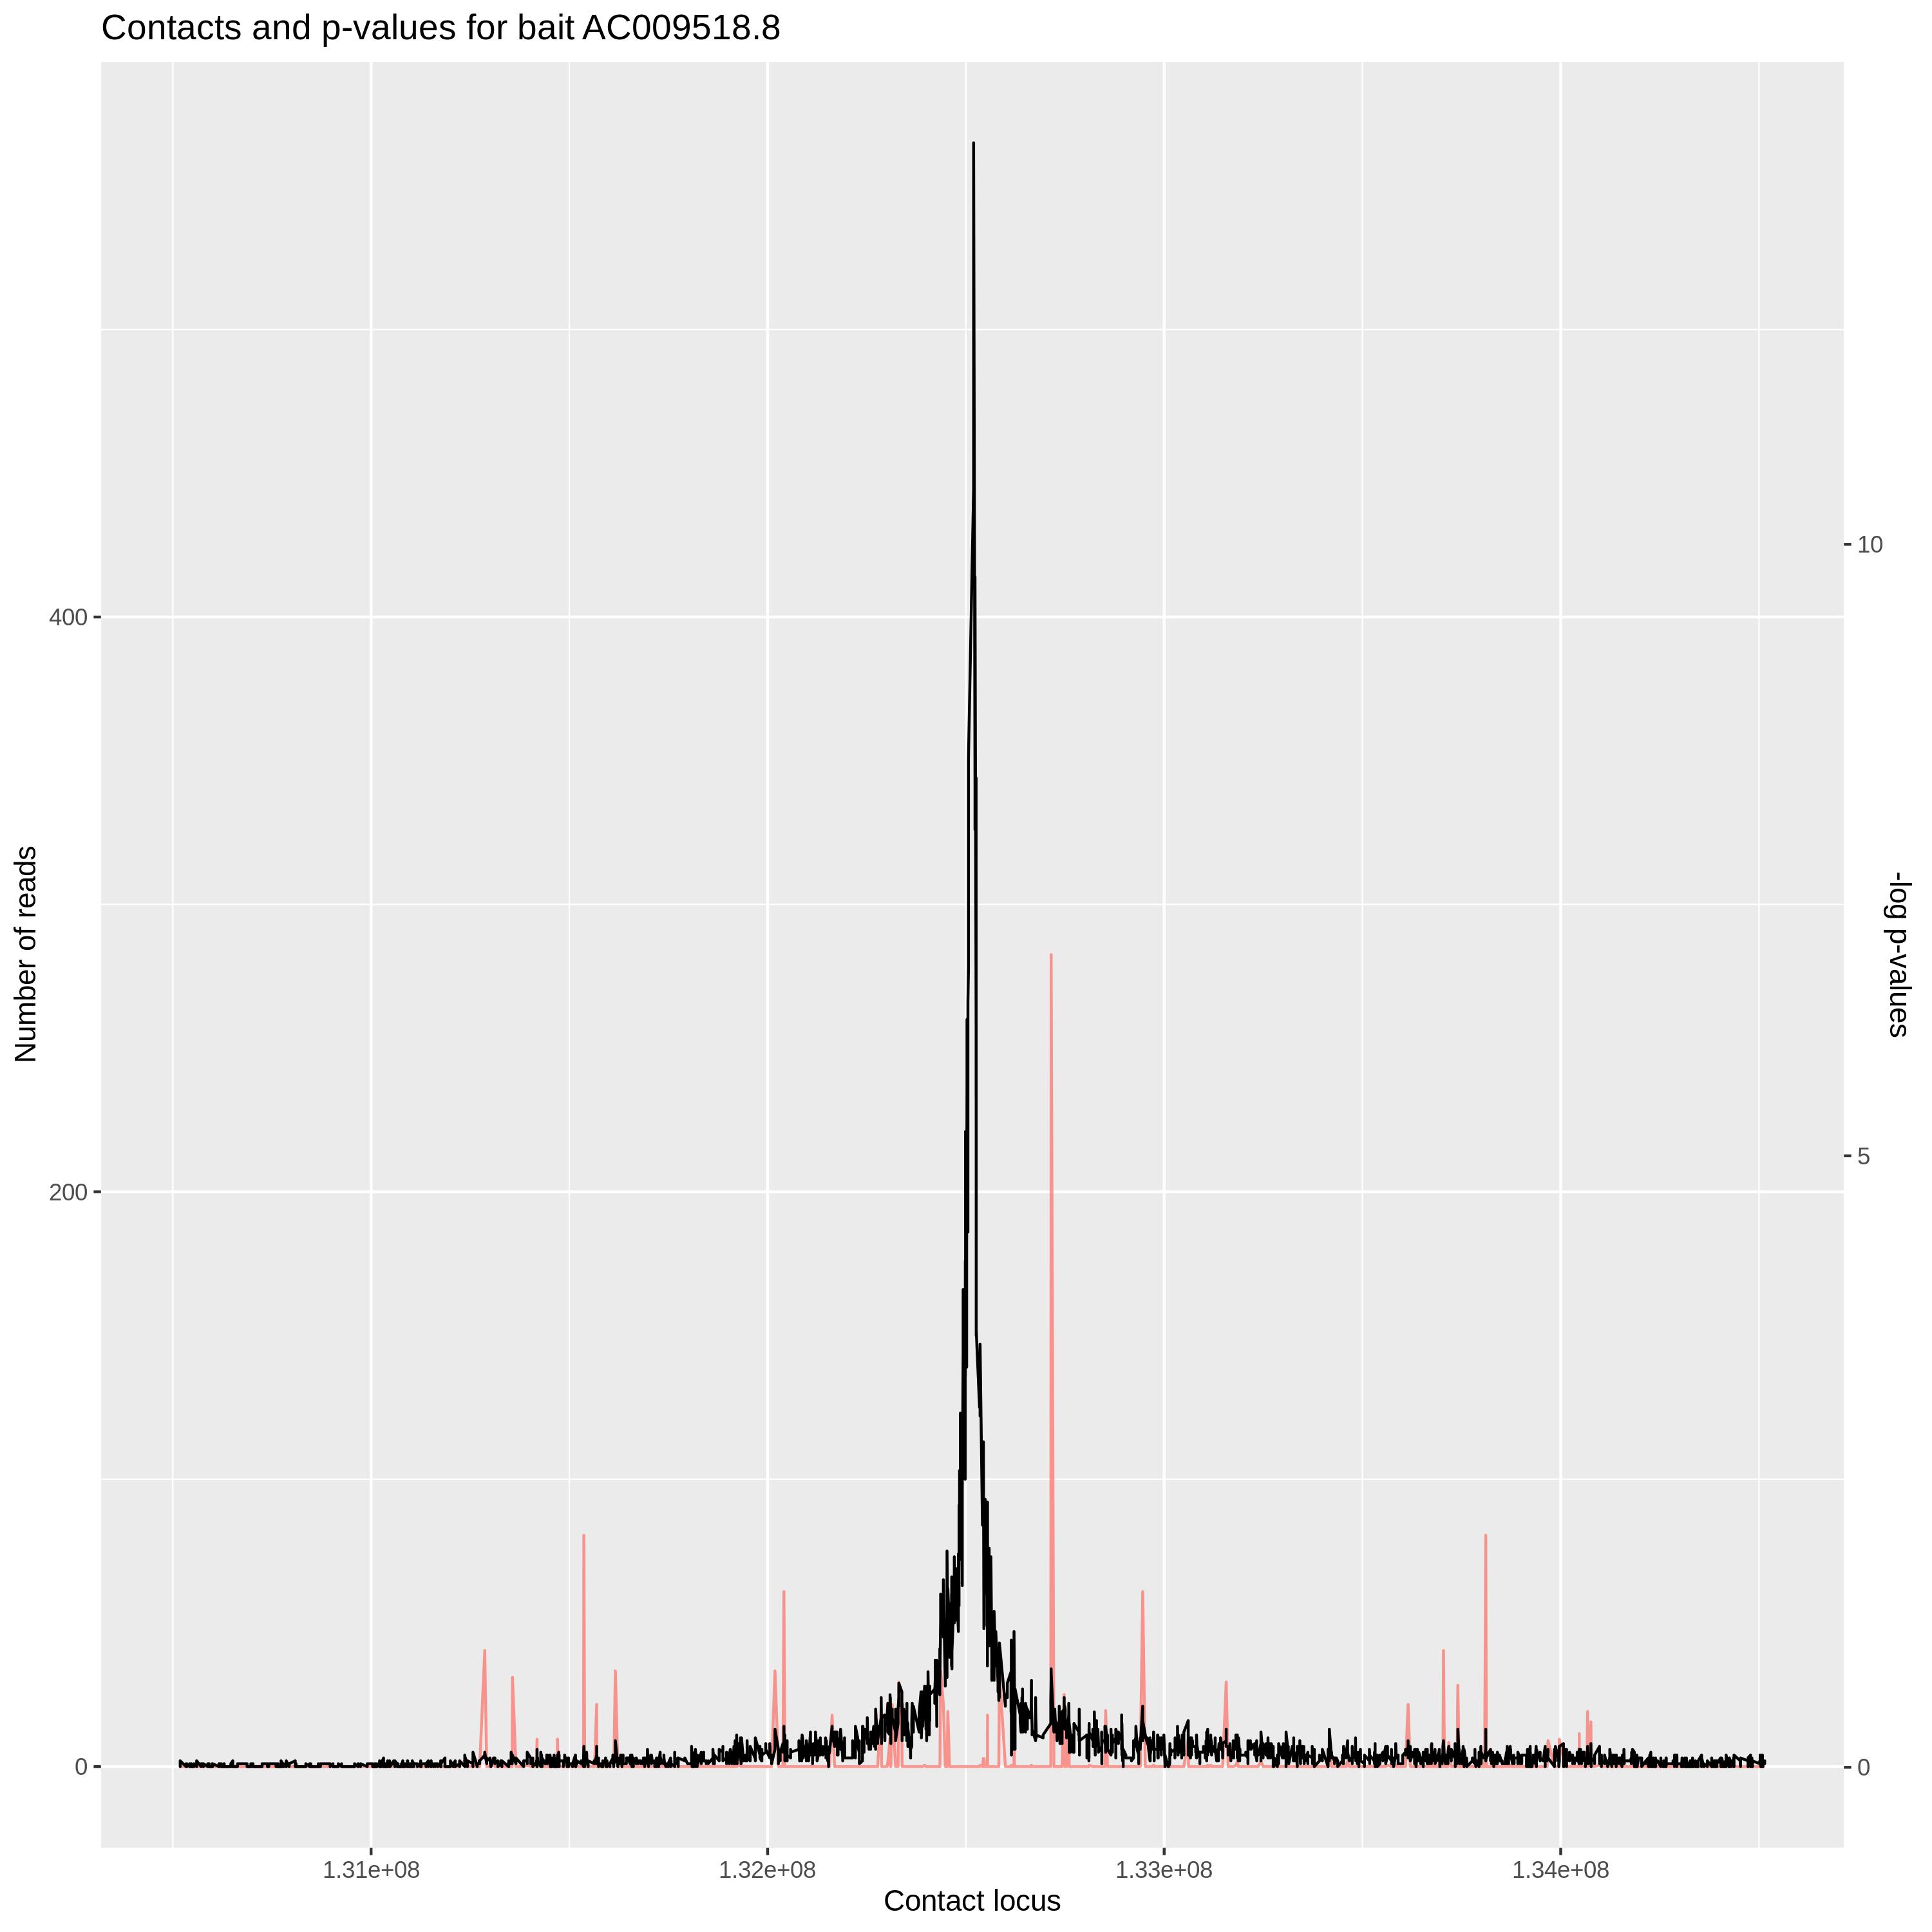 Contacts and p-values for bait AC009518.8
Number of reads
400
200
0
10
5
0
-log p-values
1.31e+08
1.32e+08
1.33e+08
1.34e+08
Contact locus